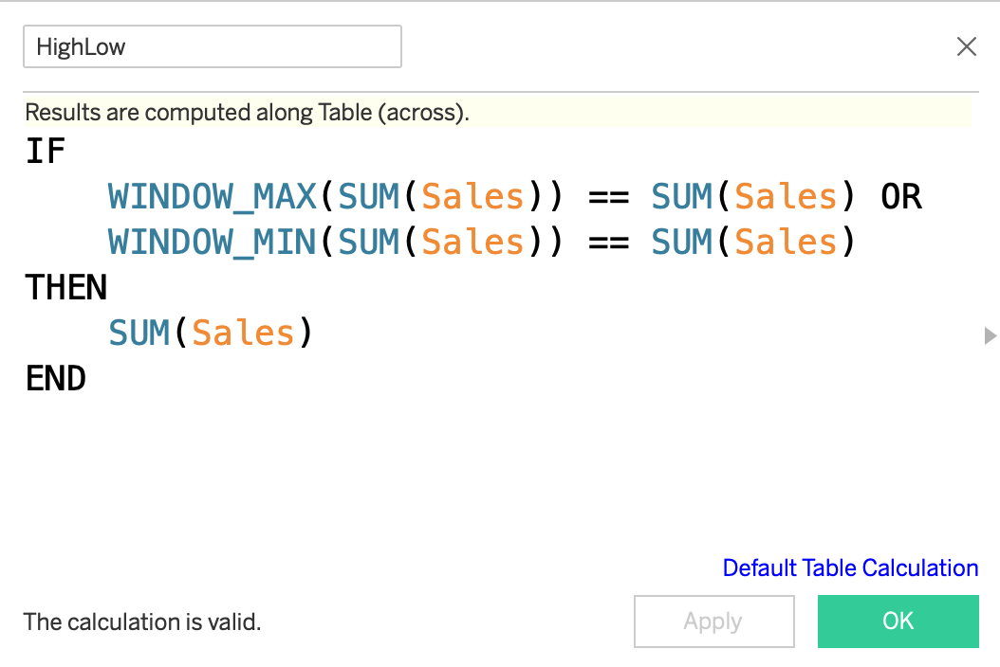 HighLow
Results are computed along Table (across).
IF
WINDOW_MAX(SUM(Sales)) == SUM(Sales) OR
WINDOW_MIN(SUM(Sales)) == SUM(Sales)
THEN
SUM(Sales)
END
Default Table Calculation
The calculation is valid.
Apply
OK